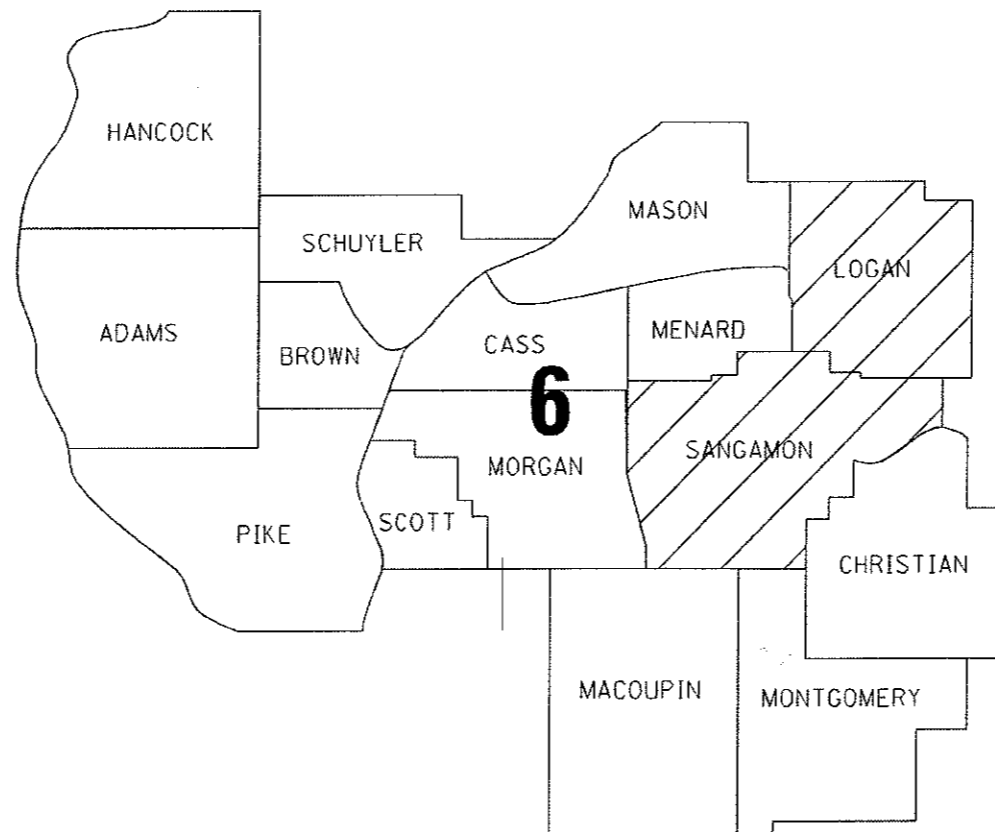 HANCOCK
MASON
SCHUYLER
LOGAN
ADAMS
MENARD
CASS
BROWN
6
SANGAMON
MORGAN
SCOTT
PIKE
CHRISTIAN
MACOUPIN
MONTGOMERY